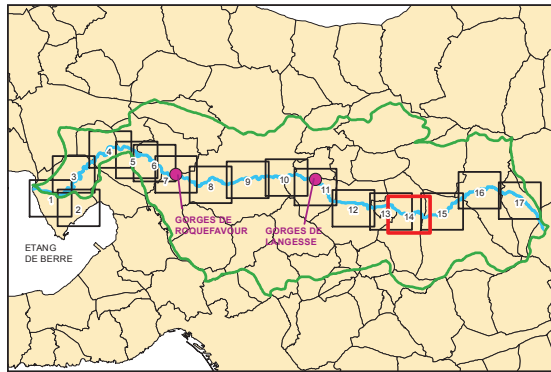 1
2
3
4
5
6
7
8
9
10
11
12
13
14
15
16
17
GORGES DE
ROQUEFAVOUR
GORGES DE
LANGESSE
ETANG
DE BERRE